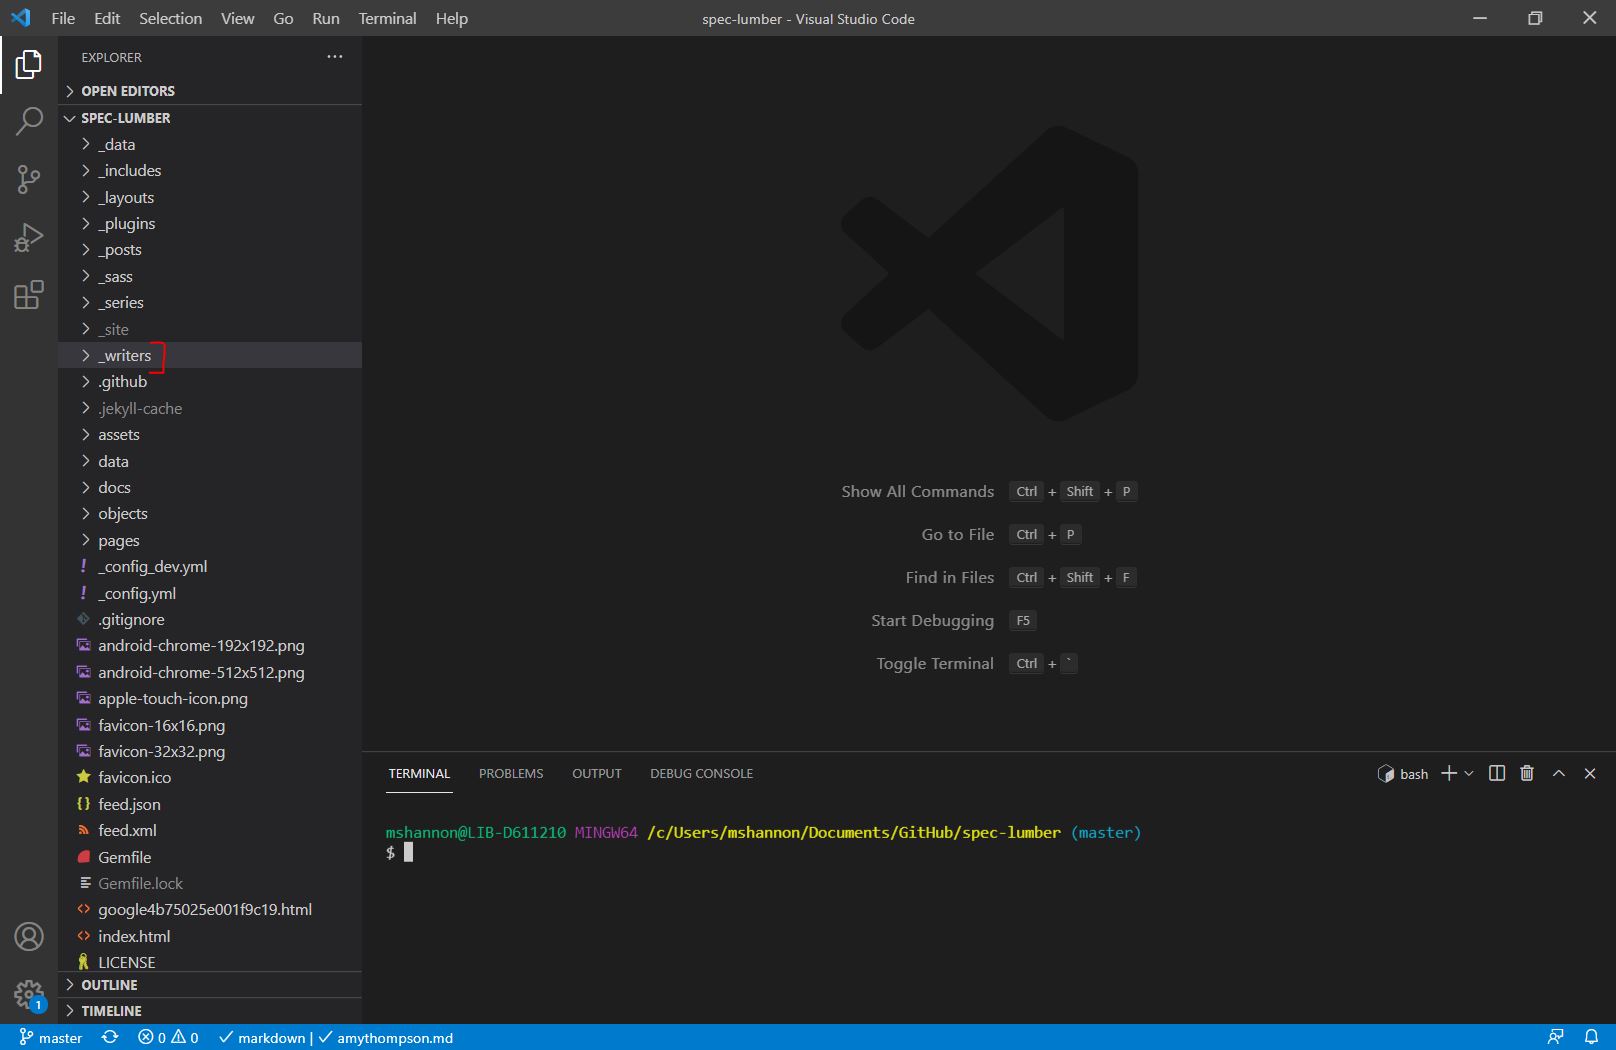 File Edit Selection View Go Run Terminal Help
spec-lumber - Visual Studio Code
EXPLORER
OPEN EDITORS
SPEC-LUMBER
_data
_includes
_layouts
_plugins
_posts
_sass
_series
_site
_writers
.github
.jekyll-cache
assets
data
docs
objects
pages
! _config_dev.yml
! _config.yml
.gitignore
android-chrome-192x192.png
android-chrome-512x512.png
apple-touch-icon.png
favicon-16x16.png
favicon-32x32.png
favicon.ico
{} feed.json
feed.xml
Gemfile
Gemfile.lock
<> google4b75025e001f9c19.html
<> index.html
LICENSE
OUTLINE
TIMELINE
Show All Commands Ctrl + Shift + P
Go to File Ctrl + P
Find in Files Ctrl + Shift + F
Start Debugging F5
Toggle Terminal Ctrl + `
TERMINAL PROBLEMS OUTPUT DEBUG CONSOLE
bash
mshannon@LIB-D611210 MINGW64 /c/Users/mshannon/Documents/GitHub/spec-lumber (master)
$
1
master 0 0 markdown | amythompson.md